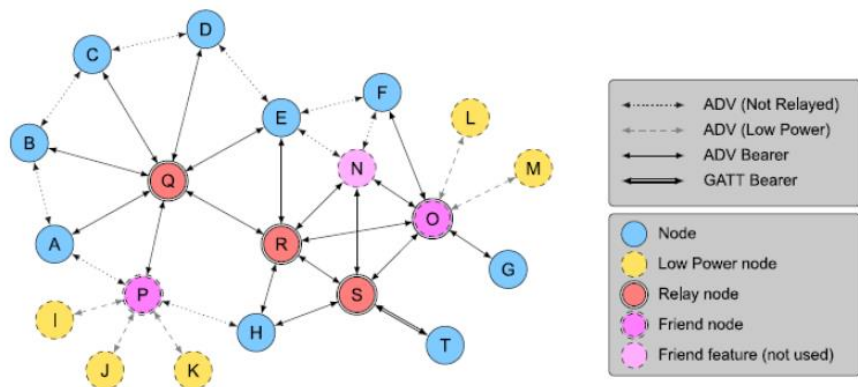 D
C
F
L
E
B
M
N
Q
O
R
A
G
P
S
I
H
T
J
K
ADV (Not Relayed)
ADV (Low Power)
ADV Bearer
GATT Bearer
Node
Low Power node
Relay node
Friend node
Friend feature (not used)